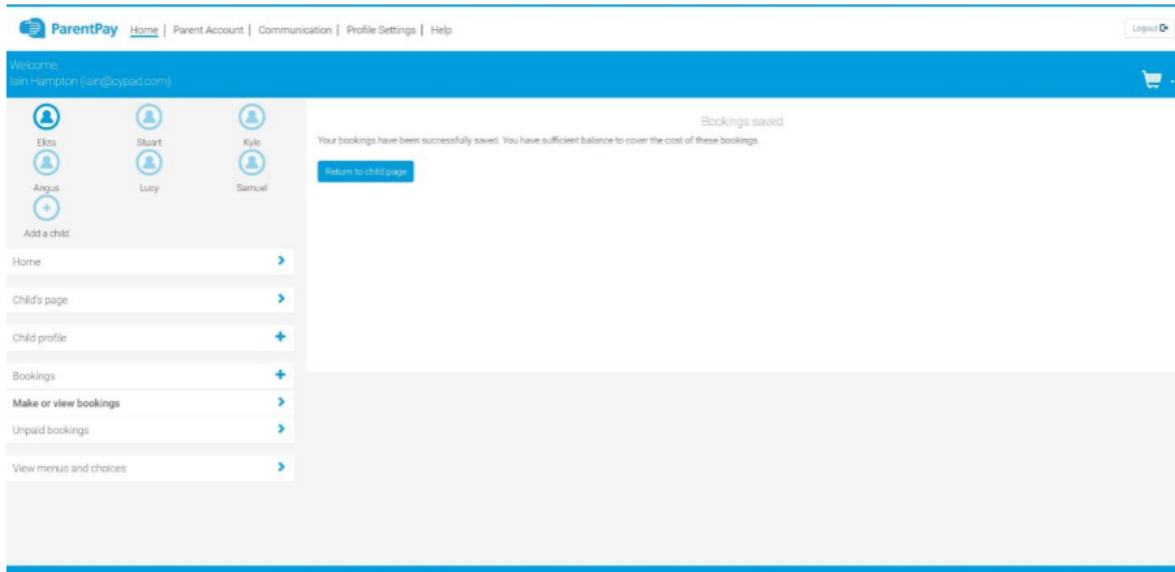 ParentPay Home | Parent Account | Communication | Profile Settings | Help
Logout
Welcome,
Iain Hampton (iain@cypad.com)
Eliza Stuart Kyle
Angus Lucy Samuel
Add a child
Home
Child's page
Child profile
Bookings
Make or view bookings
Unpaid bookings
View menus and choices
Bookings saved
Your bookings have been successfully saved. You have sufficient balance to cover the cost of these bookings.
Return to child page